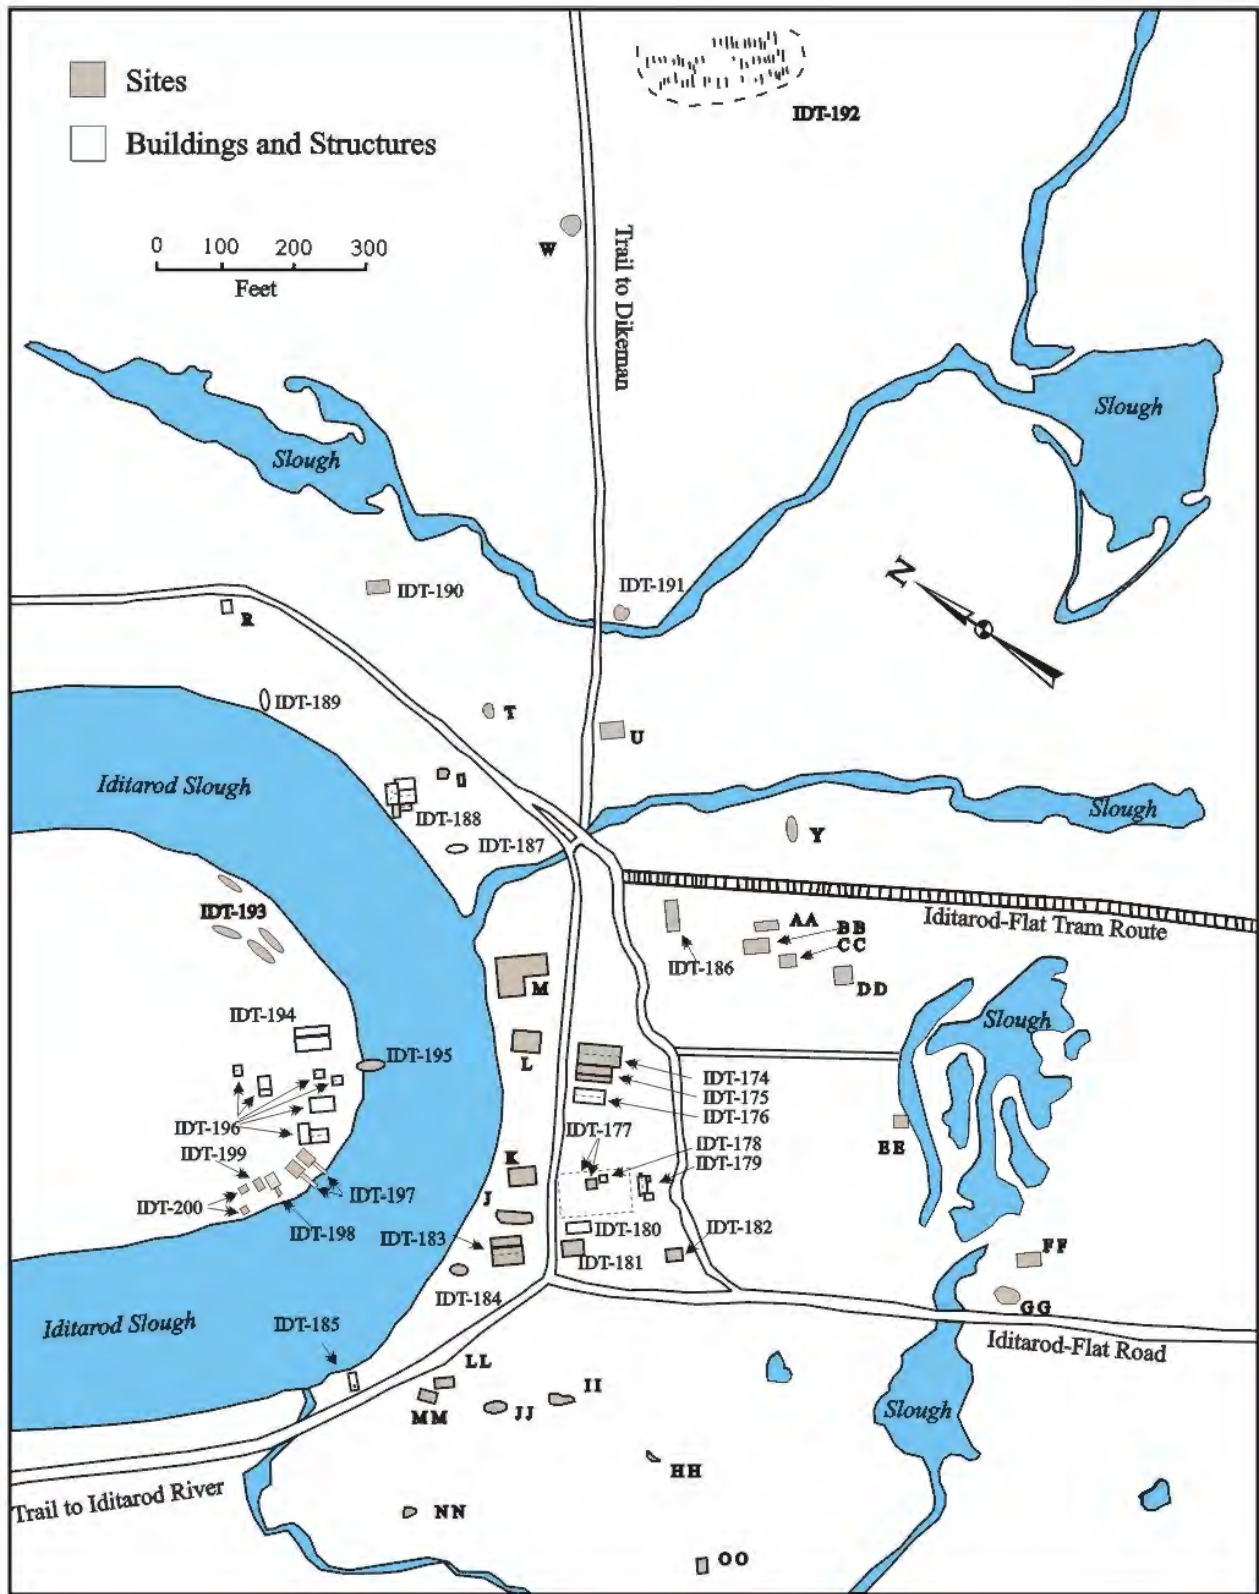 Sites
Buildings and Structures
0 100 200 300
Feet
IDT-192
W
Trail to Dikeman
Slough
Slough
N
IDT-190
IDT-191
R
IDT-189
T
U
Iditarod Slough
IDT-188
IDT-187
Slough
Y
IDT-193
AA
BB
CC
Iditarod-Flat Tram Route
IDT-186
DD
M
IDT-194
Slough
IDT-195
L
IDT-174
IDT-175
IDT-176
IDT-196
IDT-177
IDT-178
IDT-179
EE
IDT-199
K
IDT-197
J
IDT-200
IDT-198
IDT-183
IDT-180
IDT-182
IDT-181
FF
IDT-184
GG
Iditarod Slough
IDT-185
Iditarod-Flat Road
LL
II
MM
JJ
Slough
HH
Trail to Iditarod River
NN
OO